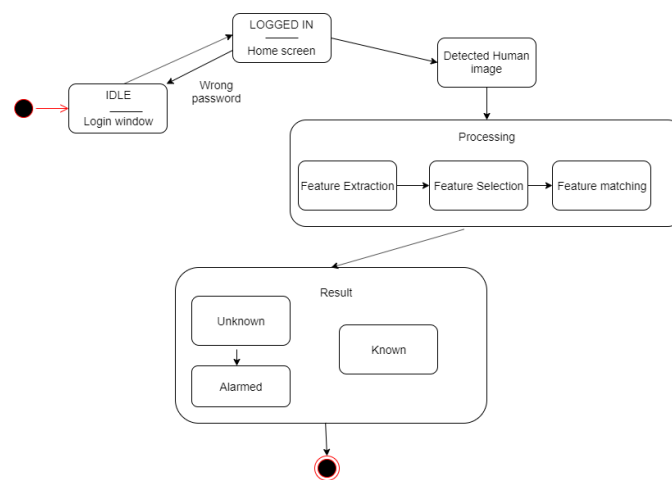 LOGGED IN
Home screen
Detected Human
image
Wrong
password
IDLE
Login window
Processing
Feature Extraction
Feature Selection
Feature matching
Result
Unknown
Known
Alarmed